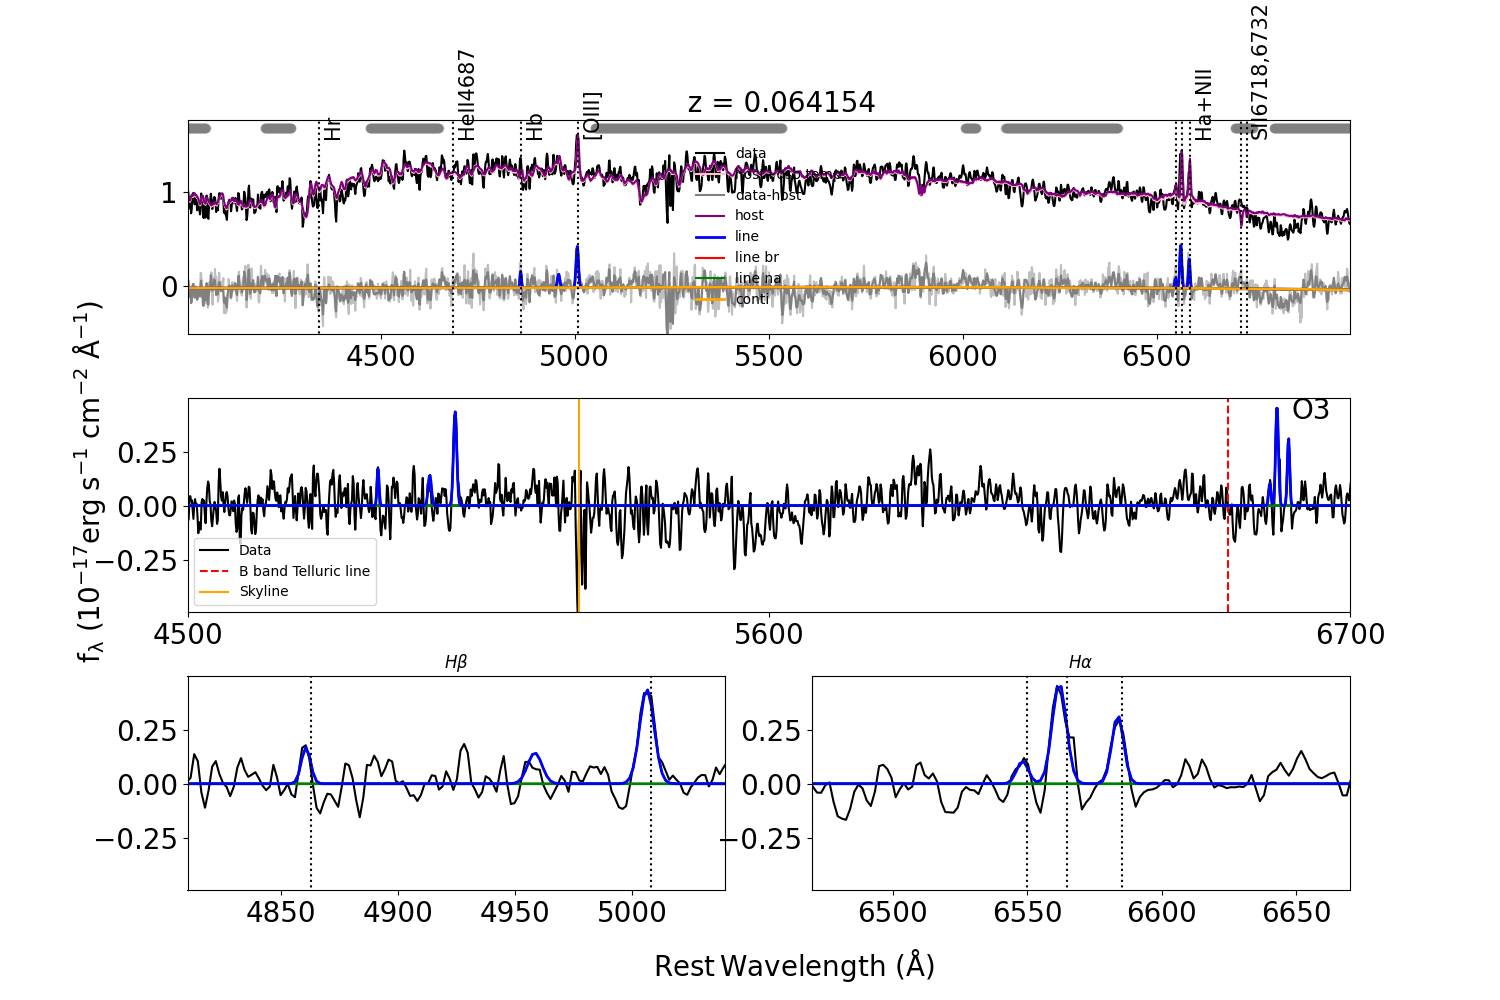 z = 0.064154
Hr
HeII4687
Hb
[OIII]
Ha+NII
SII6718,6732
data
data-host
host
line
line br
line na
conti
1
0
4500
5000
5500
6000
6500
fλ (10⁻¹⁷erg s⁻¹ cm⁻² Å⁻¹)
O3
0.25
0.00
−0.25
Data
B band Telluric line
Skyline
4500
5600
6700
Hβ
0.25
0.00
−0.25
4850
4900
4950
5000
Hα
0.25
0.00
−0.25
6500
6550
6600
6650
Rest Wavelength (Å)